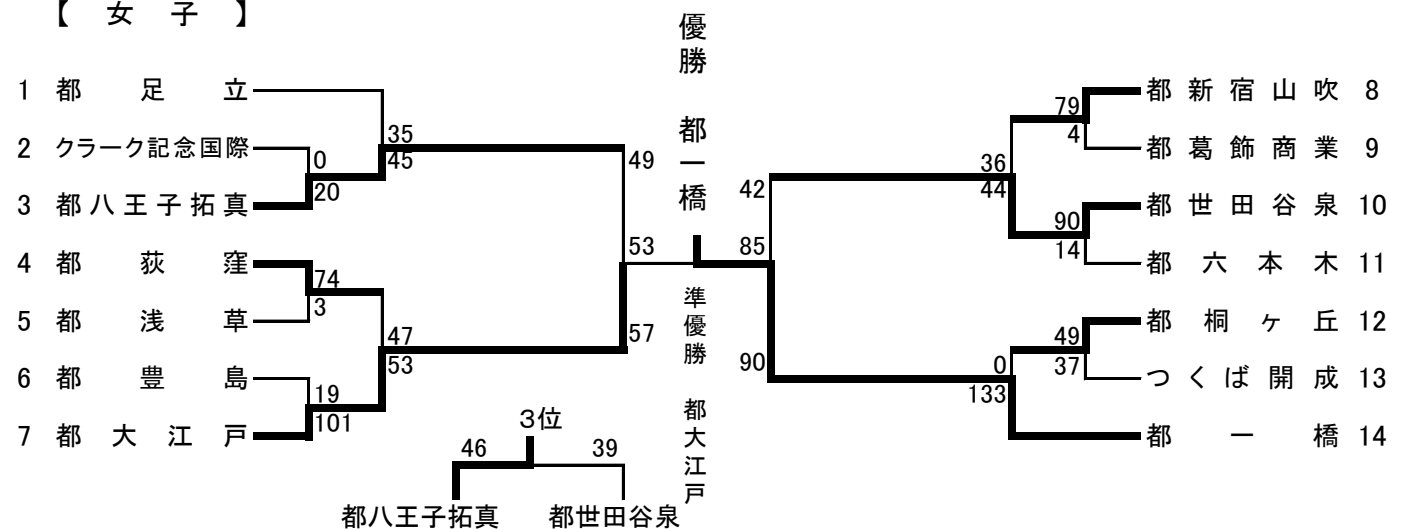 【 女 子 】
優勝 都一橋
1 都 足 立
2 クラーク記念国際
3 都八王子拓真
4 都 荻 窪
5 都 浅 草
6 都 豊 島
7 都 大 江 戸
35
45
0
20
74
3
47
53
19
101
49
53
57
準優勝 都大江戸
42
85
90
36
44
0
133
79
4
90
14
49
37
都 新 宿 山 吹 8
都 葛 飾 商 業 9
都 世 田 谷 泉 10
都 六 本 木 11
都 桐 ヶ 丘 12
つ く ば 開 成 13
都 一 橋 14
3位
46 39
都八王子拓真 都世田谷泉